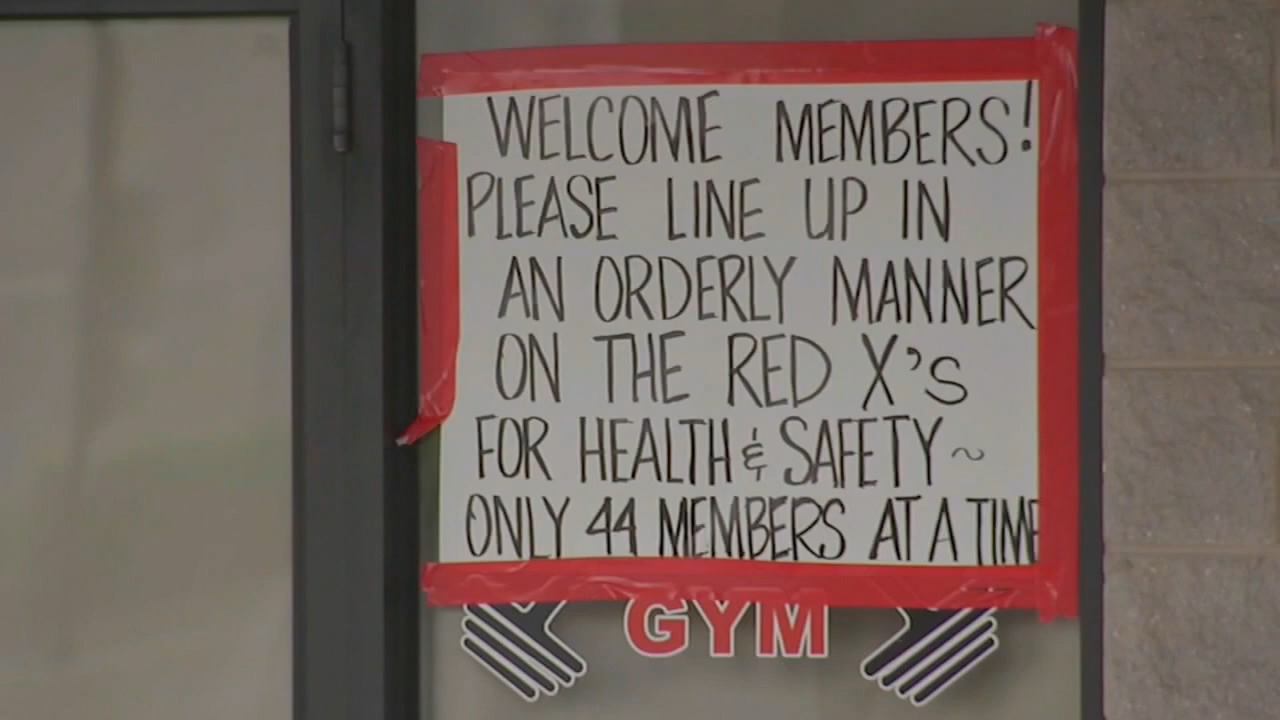 WELCOME MEMBERS!
PLEASE LINE UP IN
AN ORDERLY MANNER
ON THE RED X'S
FOR HEALTH & SAFETY ~
ONLY 44 MEMBERS AT A TIME
GYM